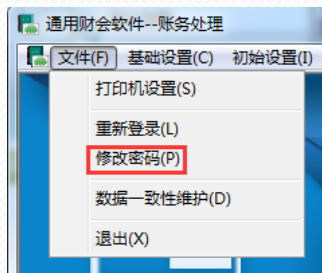 通用财会软件--账务处理
文件(F) 基础设置(C) 初始设置(I)
打印机设置(S)
重新登录(L)
修改密码(P)
数据一致性维护(D)
退出(X)